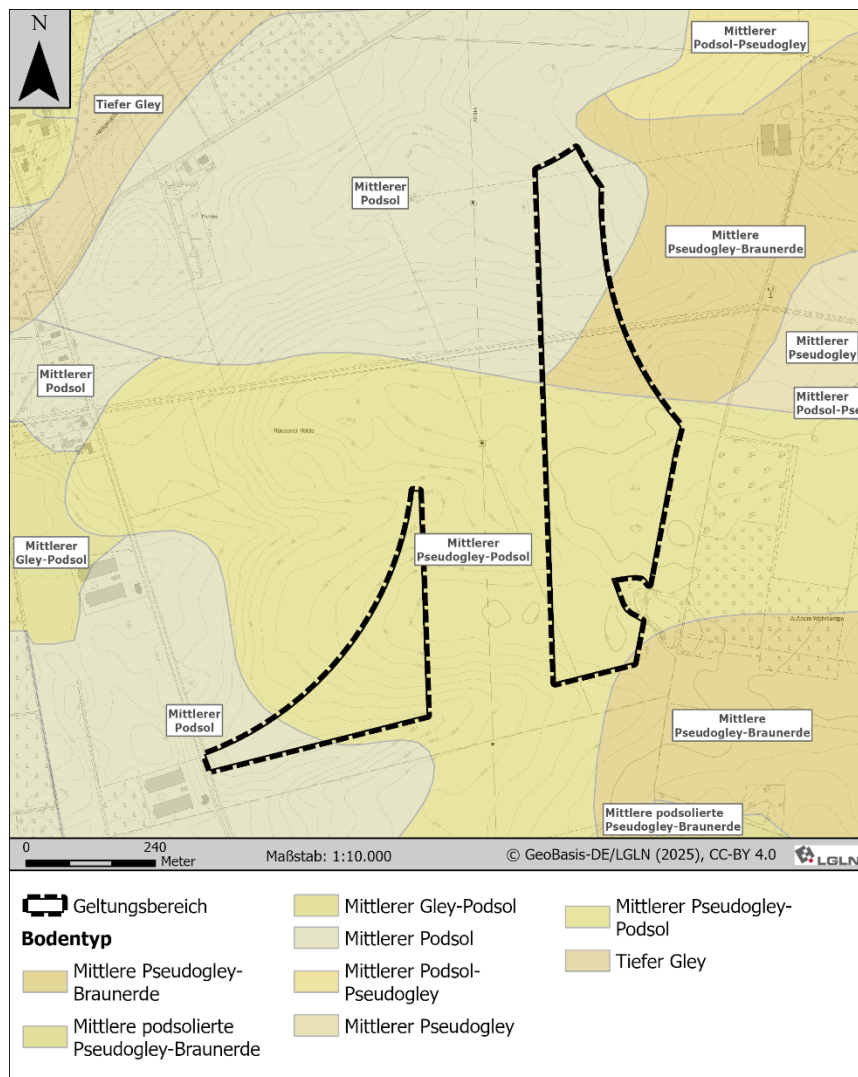 N
Mittlerer
Podsol-Pseudogley
Tiefer Gley
Mittlerer
Podsol
Mittlere
Pseudogley-Braunerde
Mittlerer
Pseudogley
Mittlerer
Podsol
Mittlerer
Podsol-Pse
Rüssener Heide
Mittlerer
Gley-Podsol
Mittlerer
Pseudogley-Podsol
Mittlerer
Podsol
Mittlere
Pseudogley-Braunerde
Mittlere podsolierte
Pseudogley-Braunerde
0 240
Meter
Maßstab: 1:10.000
© GeoBasis-DE/LGLN (2025), CC-BY 4.0
LGLN
Geltungsbereich
Bodentyp
Mittlere Pseudogley-
Braunerde
Mittlere podsolierte
Pseudogley-Braunerde
Mittlerer Gley-Podsol
Mittlerer Podsol
Mittlerer Podsol-
Pseudogley
Mittlerer Pseudogley
Mittlerer Pseudogley-
Podsol
Tiefer Gley